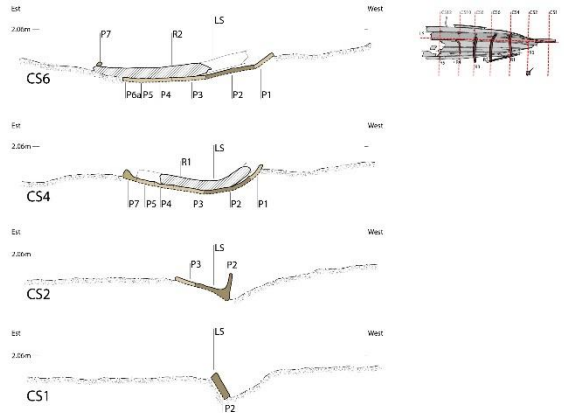 Est LS West
2.06m
P7 R2
CS6
P6a P5 P4 P3 P2 P1
Est LS West
2.06m
R1
CS4
P7 P5 P4 P3 P2 P1
Est LS West
2.06m
P3 P2
CS2
Est LS West
2.06m
CS1
P2